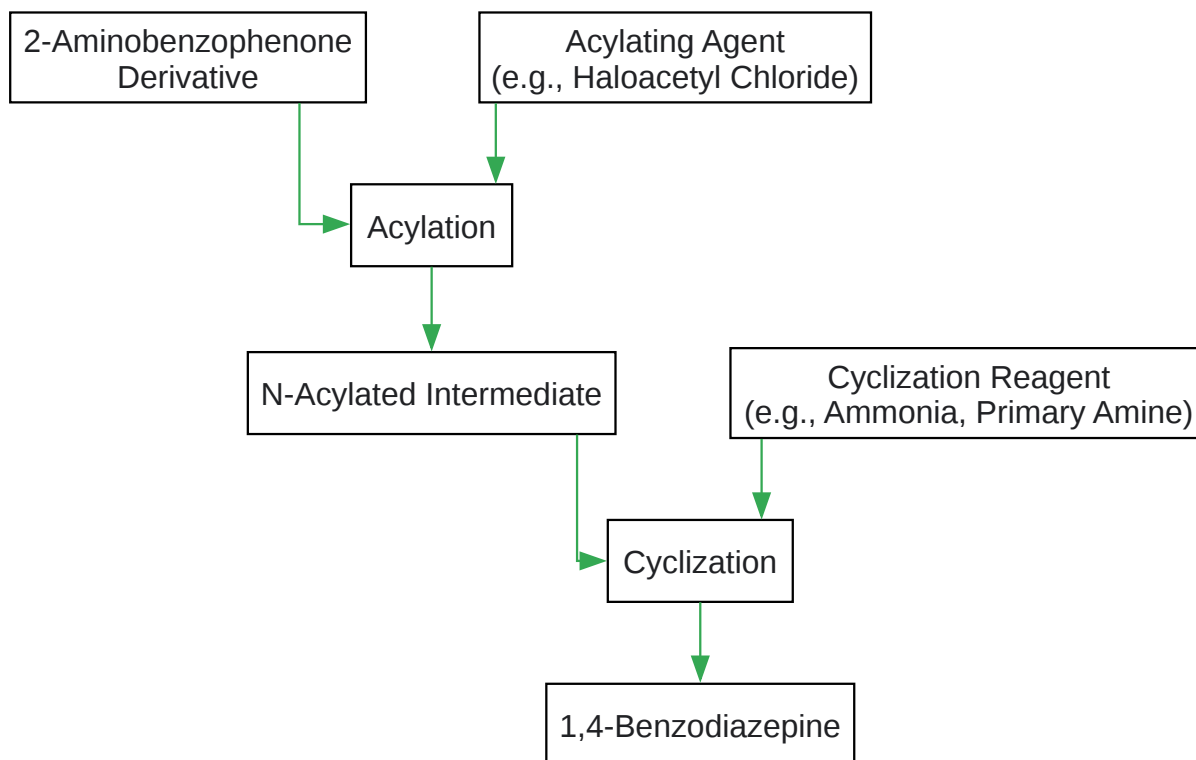 2-Aminobenzophenone
Derivative
Acylating Agent
(e.g., Haloacetyl Chloride)
Acylation
N-Acylated Intermediate
Cyclization Reagent
(e.g., Ammonia, Primary Amine)
Cyclization
1,4-Benzodiazepine